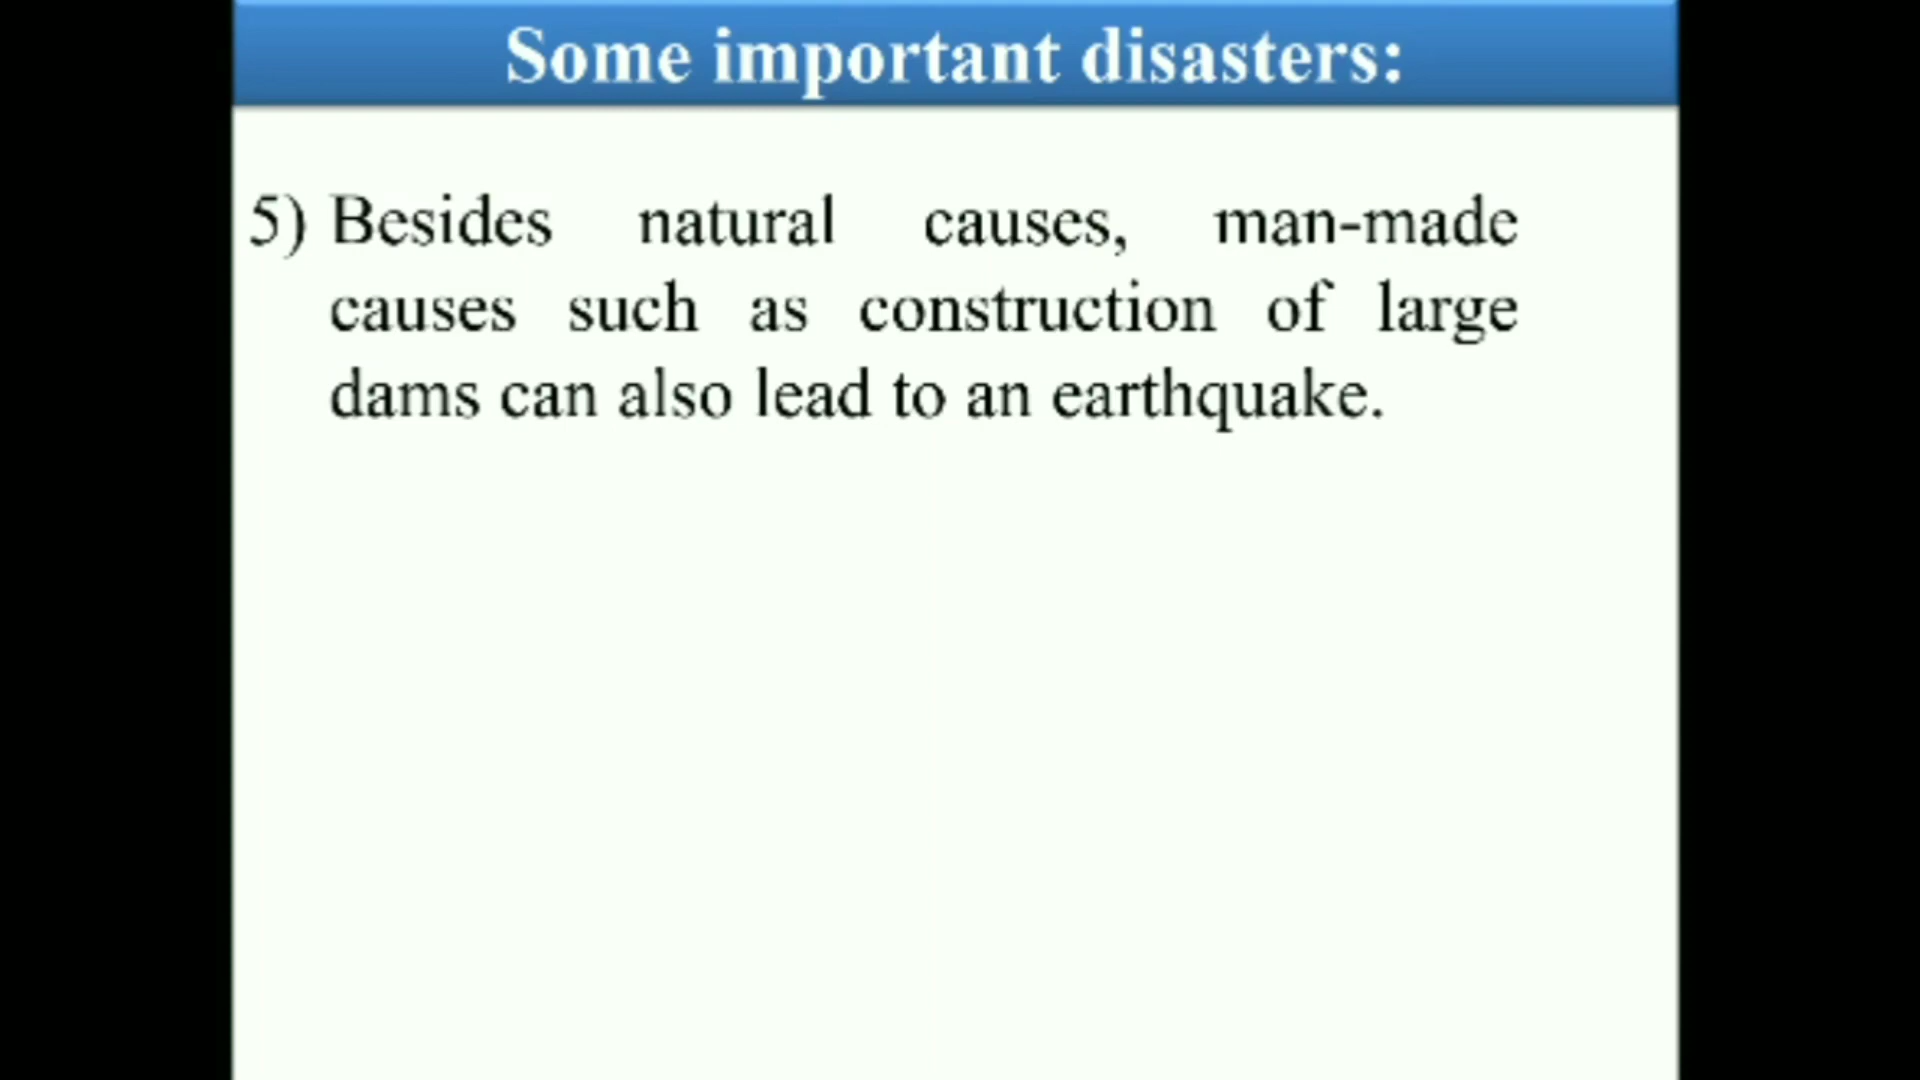 Some important disasters:
5) Besides natural causes, man-made
causes such as construction of large
dams can also lead to an earthquake.